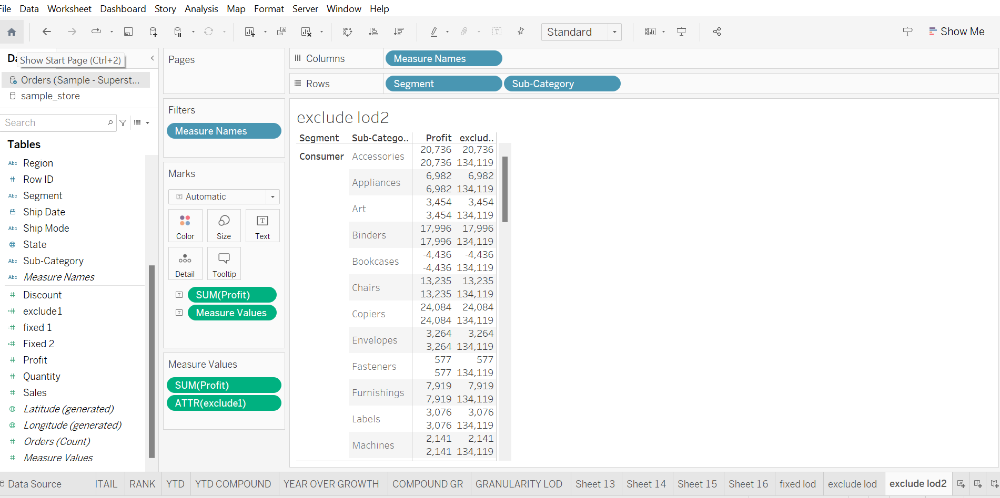 File Data Worksheet Dashboard Story Analysis Map Format Server Window Help
Standard
Show Me
Show Start Page (Ctrl+2)
Orders (Sample - Superst...
sample_store
Search
Tables
Abc Region
# Row ID
Abc Segment
Ship Date
Abc Ship Mode
State
Abc Sub-Category
Abc Measure Names
# Discount
=# exclude1
=# fixed 1
=# Fixed 2
# Profit
# Quantity
# Sales
Latitude (generated)
Longitude (generated)
# Orders (Count)
# Measure Values
Pages
Filters
Measure Names
Marks
Automatic
Color Size Text
Detail Tooltip
SUM(Profit)
Measure Values
Measure Values
SUM(Profit)
ATTR(exclude1)
Columns Measure Names
Rows Segment Sub-Category
exclude lod2
Segment Sub-Catego.. Profit exclud..
Consumer Accessories 20,736 20,736
20,736 134,119
Appliances 6,982 6,982
6,982 134,119
Art 3,454 3,454
3,454 134,119
Binders 17,996 17,996
17,996 134,119
Bookcases -4,436 -4,436
-4,436 134,119
Chairs 13,235 13,235
13,235 134,119
Copiers 24,084 24,084
24,084 134,119
Envelopes 3,264 3,264
3,264 134,119
Fasteners 577 577
577 134,119
Furnishings 7,919 7,919
7,919 134,119
Labels 3,076 3,076
3,076 134,119
Machines 2,141 2,141
2,141 134,119
Data Source TAIL RANK YTD YTD COMPOUND YEAR OVER GROWTH COMPOUND GR GRANULARITY LOD Sheet 13 Sheet 14 Sheet 15 Sheet 16 fixed lod exclude lod exclude lod2